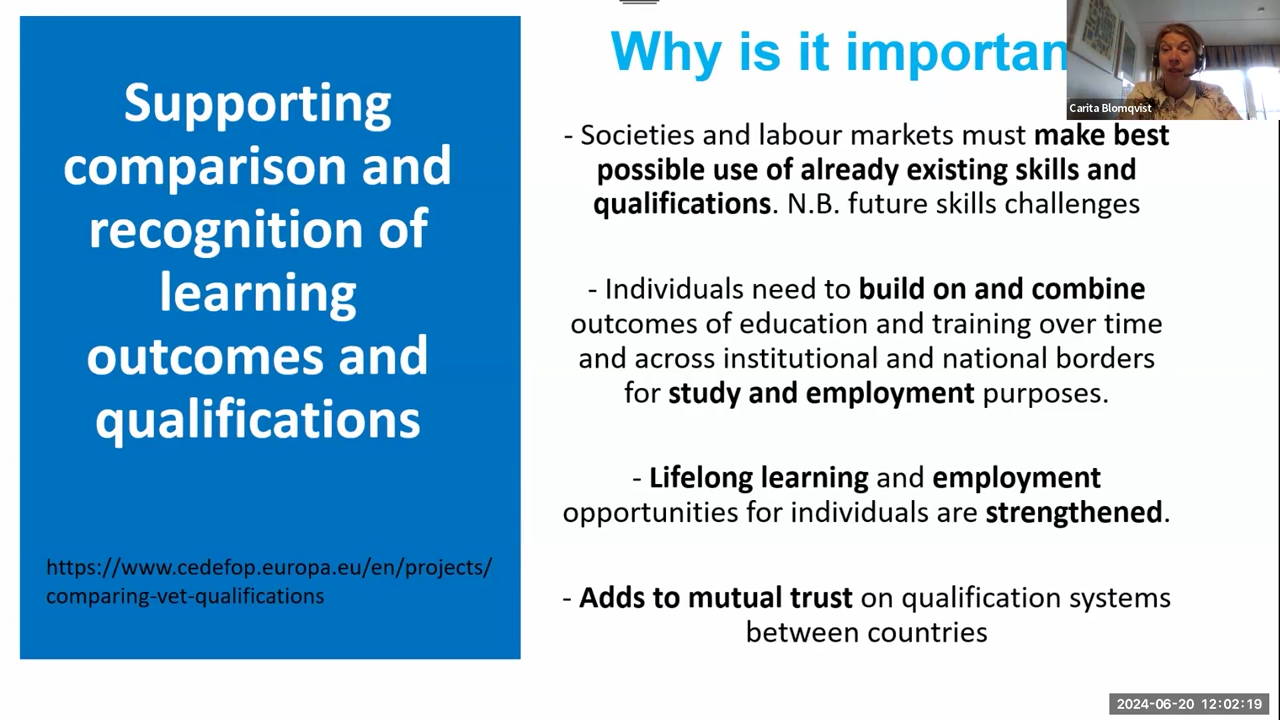 Supporting
comparison and
recognition of
learning
outcomes and
qualifications
https://www.cedefop.europa.eu/en/projects/
comparing-vet-qualifications
Why is it importan
Carita Blomqvist
- Societies and labour markets must make best
possible use of already existing skills and
qualifications. N.B. future skills challenges
- Individuals need to build on and combine
outcomes of education and training over time
and across institutional and national borders
for study and employment purposes.
- Lifelong learning and employment
opportunities for individuals are strengthened.
- Adds to mutual trust on qualification systems
between countries
2024-06-20 12:02:19